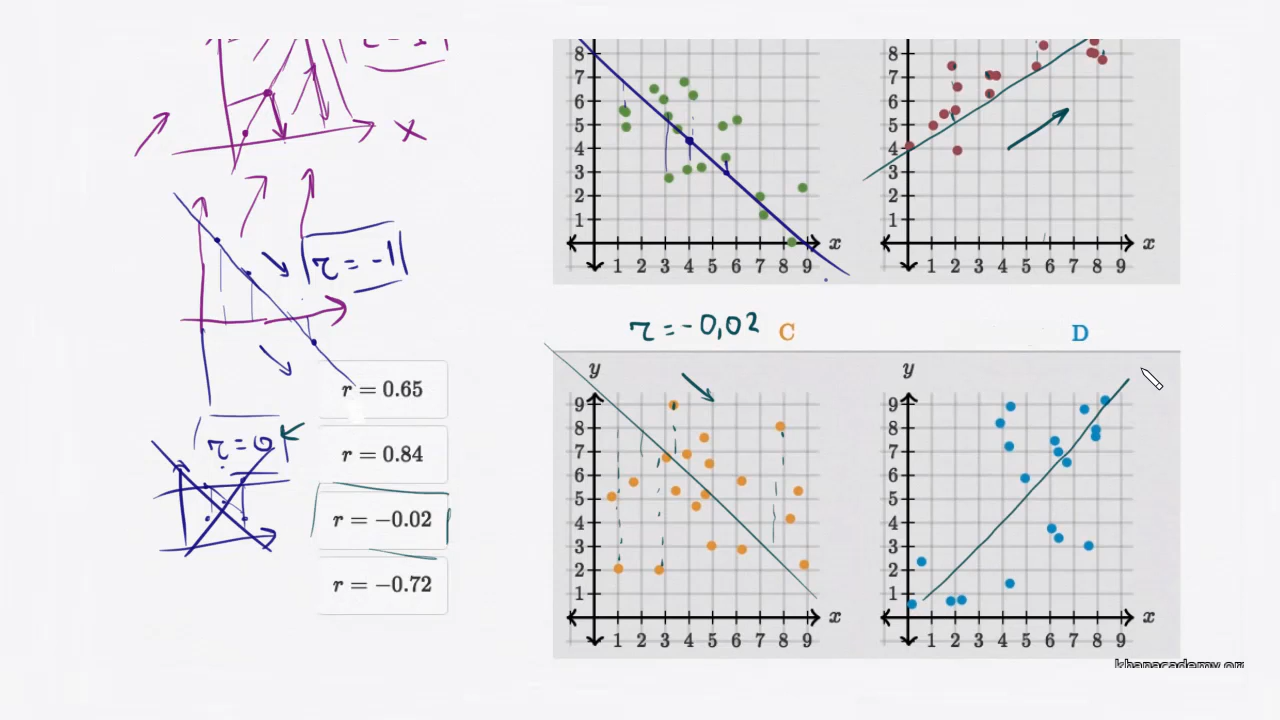 x
r = -1
r = 0
r = 0.65
r = 0.84
r = −0.02
r = −0.72
8
7
6
5
4
3
2
1
1 2 3 4 5 6 7 8 9
x
8
7
6
5
4
3
2
1
1 2 3 4 5 6 7 8 9
x
r = -0,02 C
D
y
9
8
7
6
5
4
3
2
1
1 2 3 4 5 6 7 8 9
x
y
9
8
7
6
5
4
3
2
1
1 2 3 4 5 6 7 8 9
x
khanacademy.or